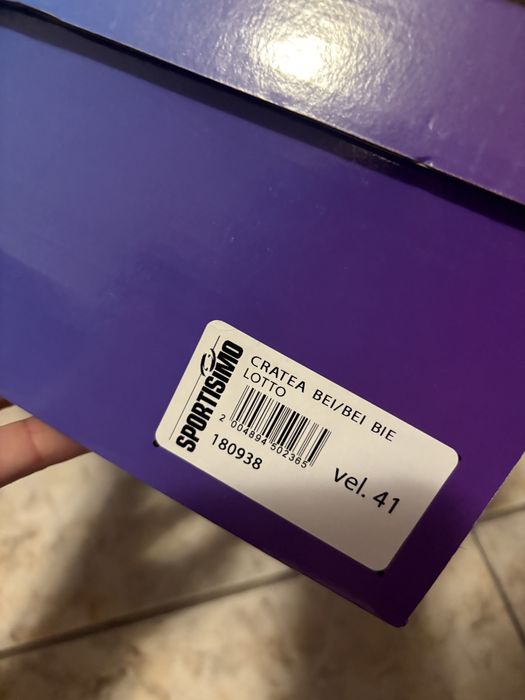 SPORTISIMO
CRATEA BEI/BEI BIE
LOTTO
2 004894 502365
180938
vel. 41